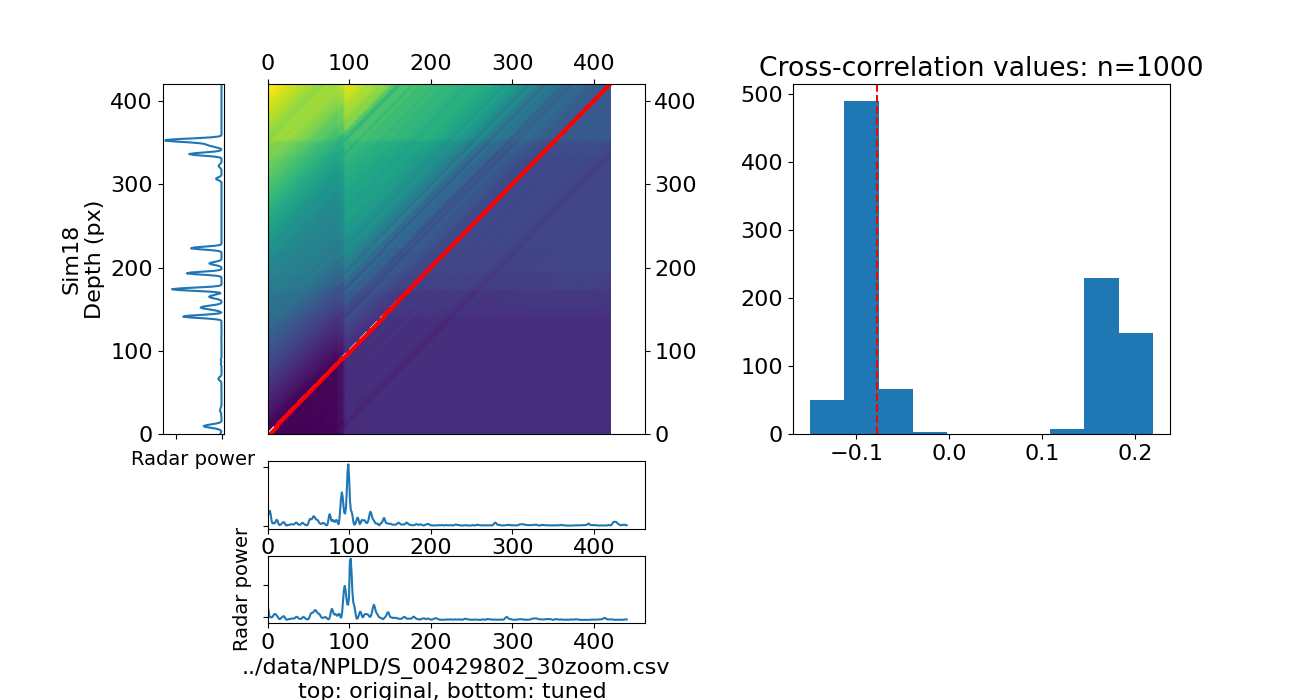 0 100 200 300 400
Cross-correlation values: n=1000
400
300
200
100
0
Sim18
Depth (px)
Radar power
400
300
200
100
0
500
400
300
200
100
0
−0.1 0.0 0.1 0.2
0 100 200 300 400
Radar power
0 100 200 300 400
../data/NPLD/S_00429802_30zoom.csv
top: original, bottom: tuned